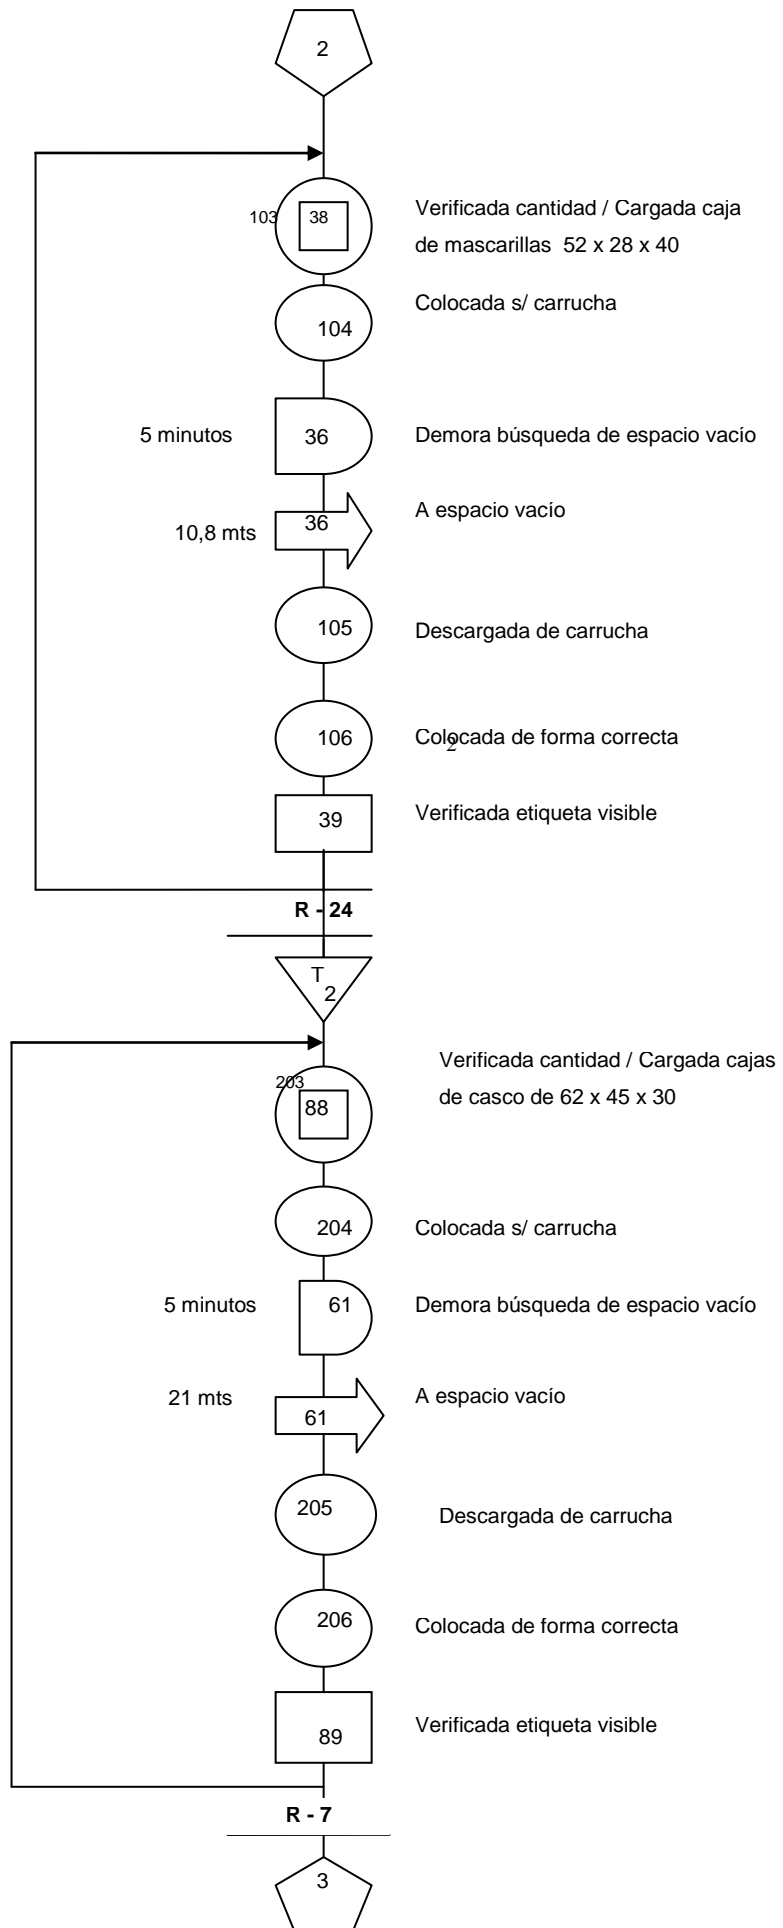 2
103 38 Verificada cantidad / Cargada caja
de mascarillas 52 x 28 x 40
104 Colocada s/ carrucha
5 minutos 36 Demora búsqueda de espacio vacío
10,8 mts 36 A espacio vacío
105 Descargada de carrucha
106 Colocada de forma correcta
2
39 Verificada etiqueta visible
R - 24
T
2
203 88 Verificada cantidad / Cargada cajas
de casco de 62 x 45 x 30
204 Colocada s/ carrucha
5 minutos 61 Demora búsqueda de espacio vacío
21 mts 61 A espacio vacío
205 Descargada de carrucha
206 Colocada de forma correcta
89 Verificada etiqueta visible
R - 7
3